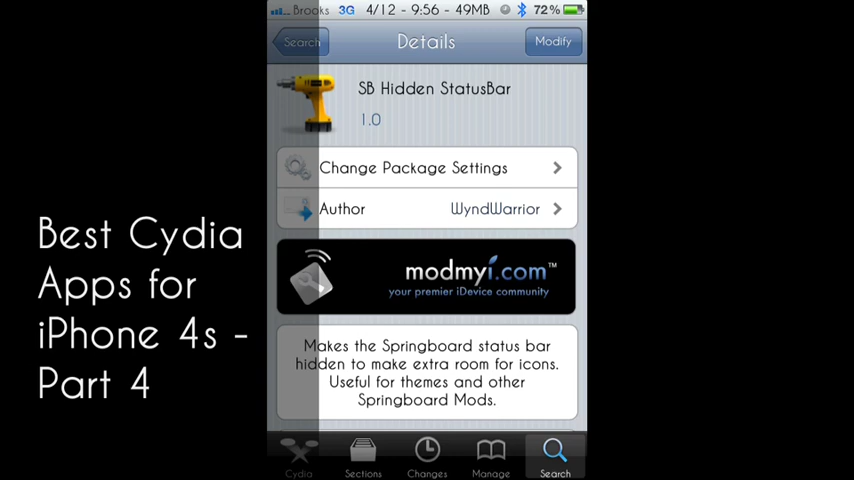 Brooks 3G 4/12 - 9:56 - 49MB 72%
Search Details Modify
SB Hidden StatusBar
1.0
Change Package Settings
Author WyndWarrior
modmyi.com™
your premier iDevice community
Makes the Springboard status bar
hidden to make extra room for icons.
Useful for themes and other
Springboard Mods.
Cydia Sections Changes Manage Search
Best Cydia
Apps for
iPhone 4s -
Part 4